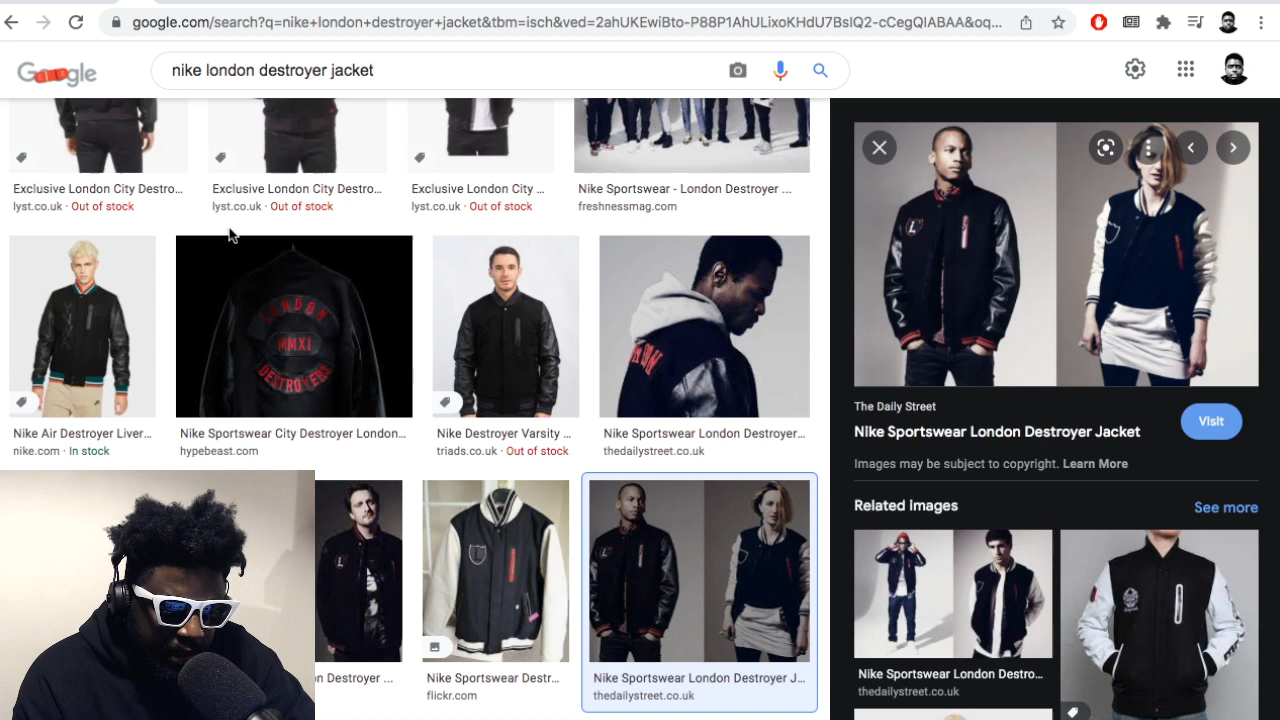 google.com/search?q=nike+london+destroyer+jacket&tbm=isch&ved=2ahUKEwiBto-P88P1AhULixoKHdU7BsIQ2-cCegQIABAA&oq...
nike london destroyer jacket
Exclusive London City Destro...
lyst.co.uk · Out of stock
Exclusive London City Destro...
lyst.co.uk · Out of stock
Exclusive London City ...
lyst.co.uk · Out of stock
Nike Sportswear - London Destroyer ...
freshnessmag.com
LONDON
MMXI
DESTROYERS
Nike Air Destroyer Liver...
nike.com · In stock
Nike Sportswear City Destroyer London...
hypebeast.com
Nike Destroyer Varsity ...
triads.co.uk · Out of stock
Nike Sportswear London Destroyer...
thedailystreet.co.uk
n Destroyer ...
Nike Sportswear Destr...
flickr.com
Nike Sportswear London Destroyer J...
thedailystreet.co.uk
L
The Daily Street
Nike Sportswear London Destroyer Jacket
Visit
Images may be subject to copyright. Learn More
Related images
See more
Nike Sportswear London Destro...
thedailystreet.co.uk